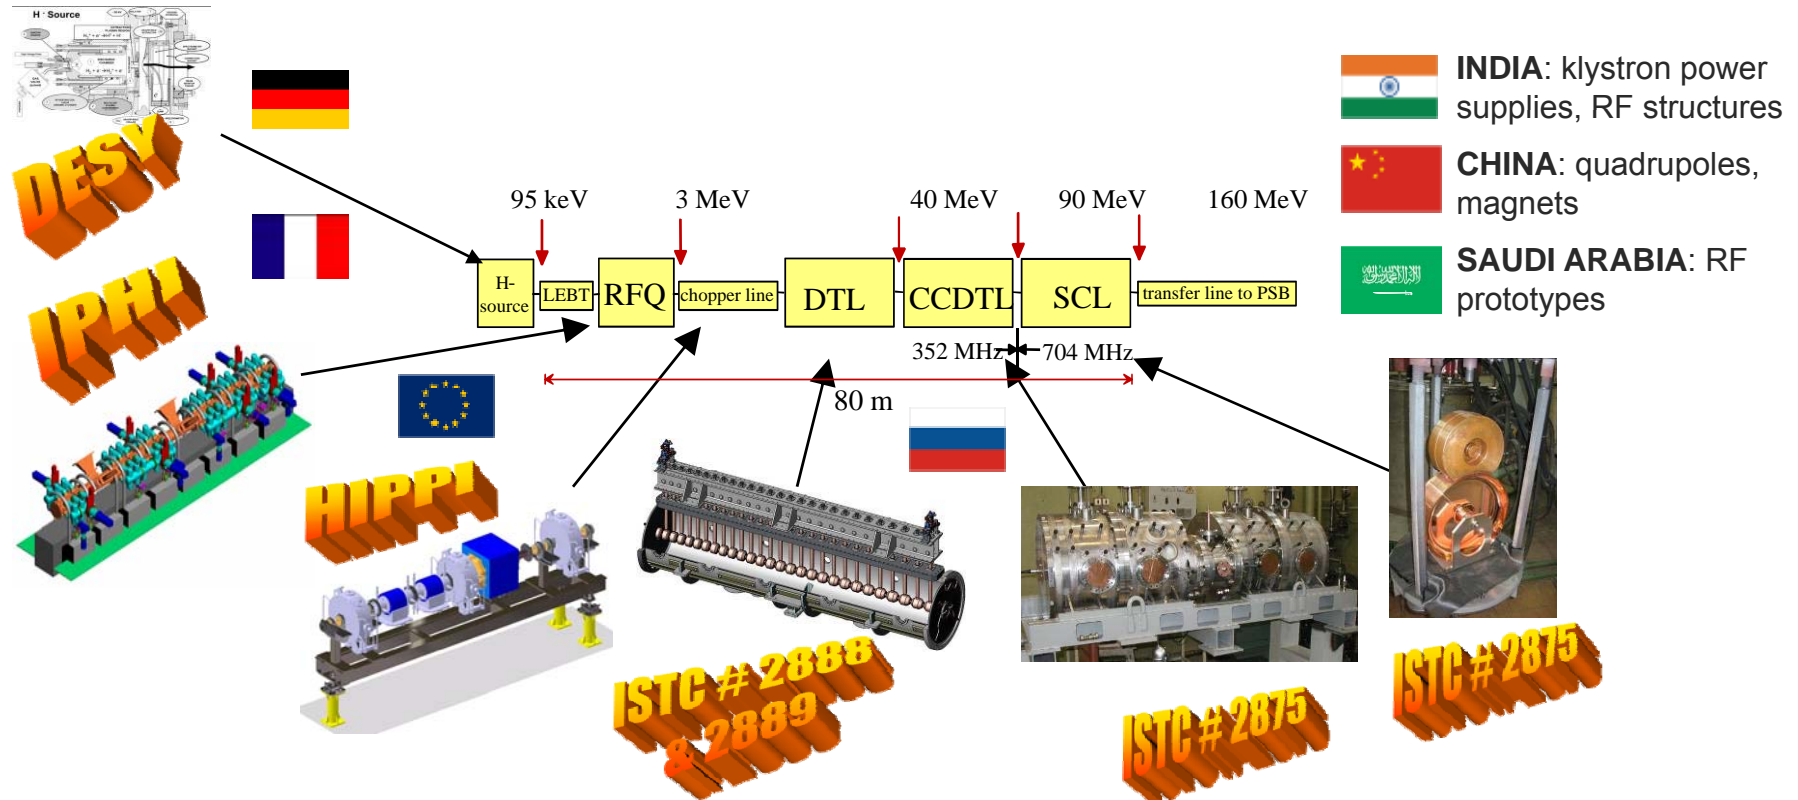 H - Source
DESY
IPHI
HIPPI
95 keV
3 MeV
40 MeV
90 MeV
160 MeV
H-
source
LEBT
RFQ
chopper line
DTL
CCDTL
SCL
transfer line to PSB
352 MHz
704 MHz
80 m
ISTC # 2888
& 2889
ISTC # 2875
ISTC # 2875
INDIA: klystron power
supplies, RF structures
CHINA: quadrupoles,
magnets
SAUDI ARABIA: RF
prototypes